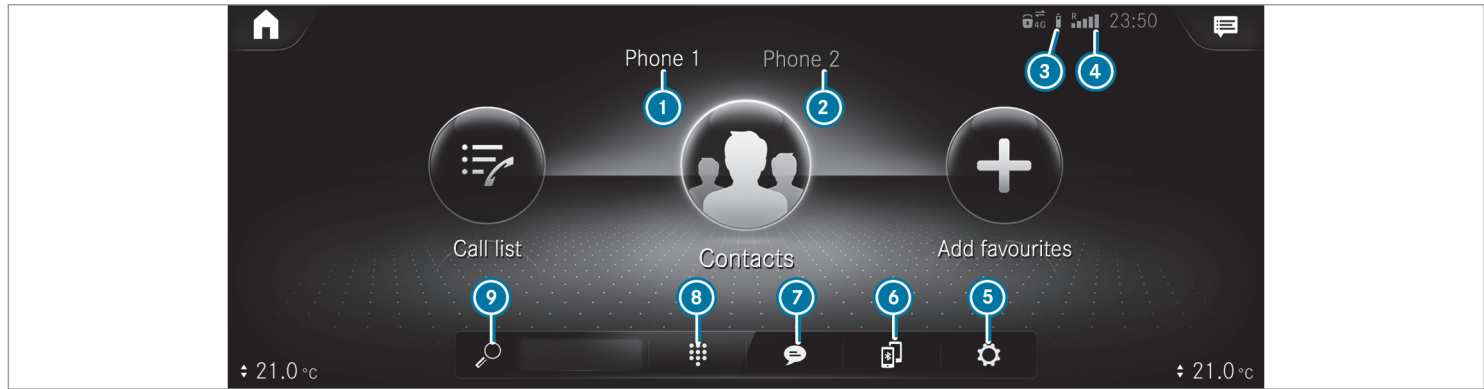 4G R 23:50
Phone 1 Phone 2
3 4
1 2
Call list Contacts Add favourites
9 8 7 6 5
21.0 °C 21.0 °C